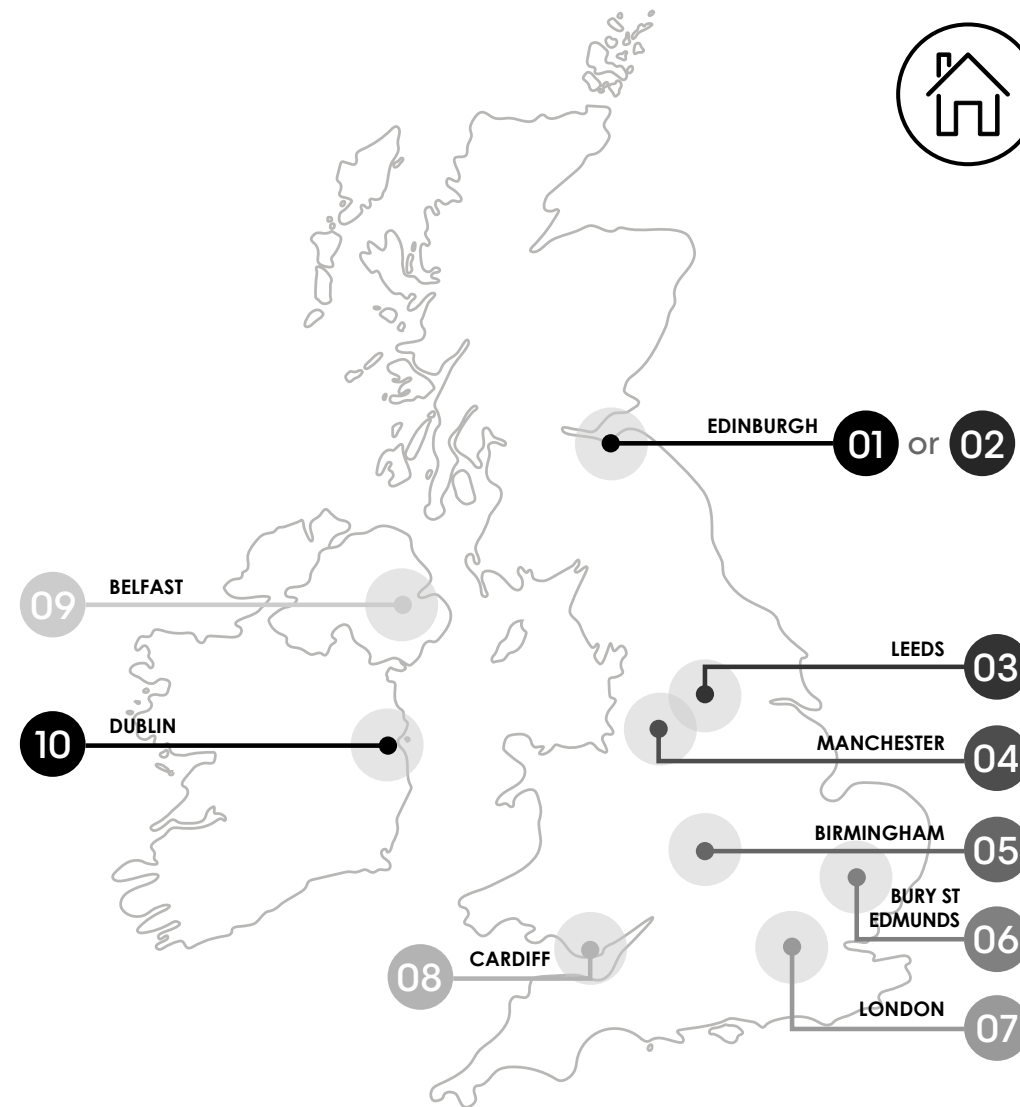 EDINBURGH 01 or 02
BELFAST
09
LEEDS
03
DUBLIN
10
MANCHESTER
04
BIRMINGHAM
05
BURY ST
EDMUNDS
06
CARDIFF
08
LONDON
07